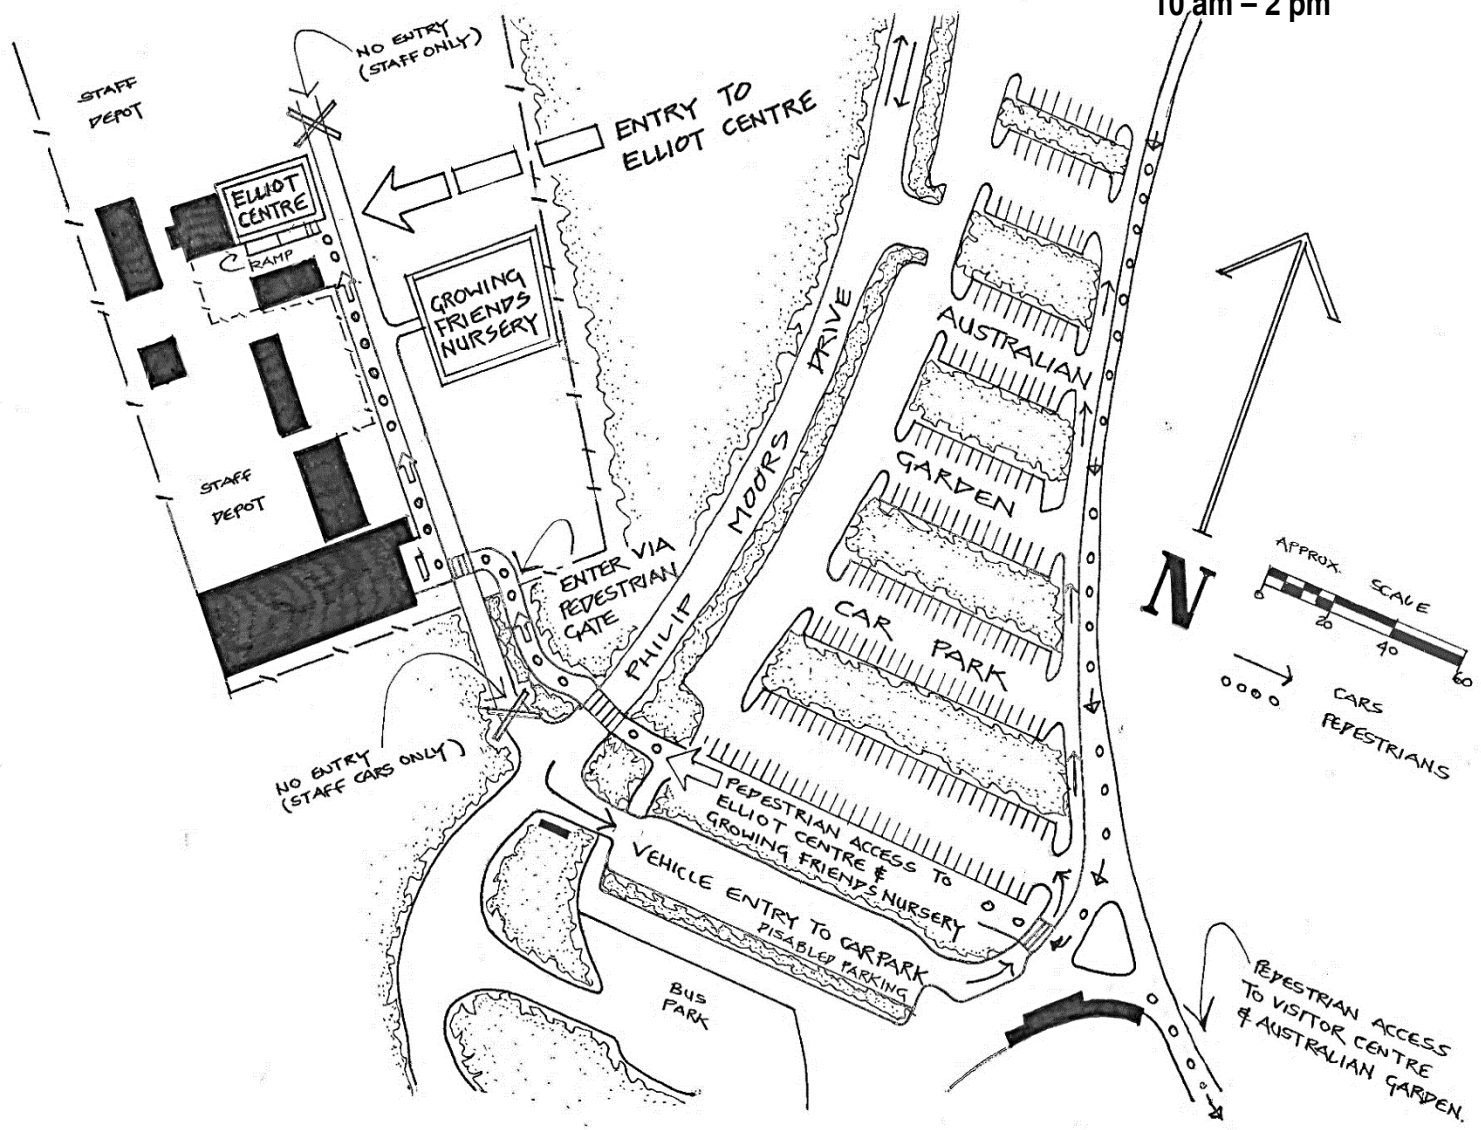 10 am – 2 pm
NO ENTRY
(STAFF ONLY)
STAFF
DEPOT
ENTRY TO
ELLIOT CENTRE
ELLIOT
CENTRE
RAMP
GROWING
FRIENDS
NURSERY
PHILIP MOORS DRIVE
AUSTRALIAN
GARDEN
CAR PARK
STAFF
DEPOT
ENTER VIA
PEDESTRIAN
GATE
N
APPROX. SCALE
0 20 40 60
CARS
PEDESTRIANS
NO ENTRY
(STAFF CARS ONLY)
PEDESTRIAN ACCESS TO
ELLIOT CENTRE &
GROWING FRIENDS NURSERY
VEHICLE ENTRY TO CARPARK
DISABLED PARKING
BUS
PARK
PEDESTRIAN ACCESS
TO VISITOR CENTRE
& AUSTRALIAN GARDEN.